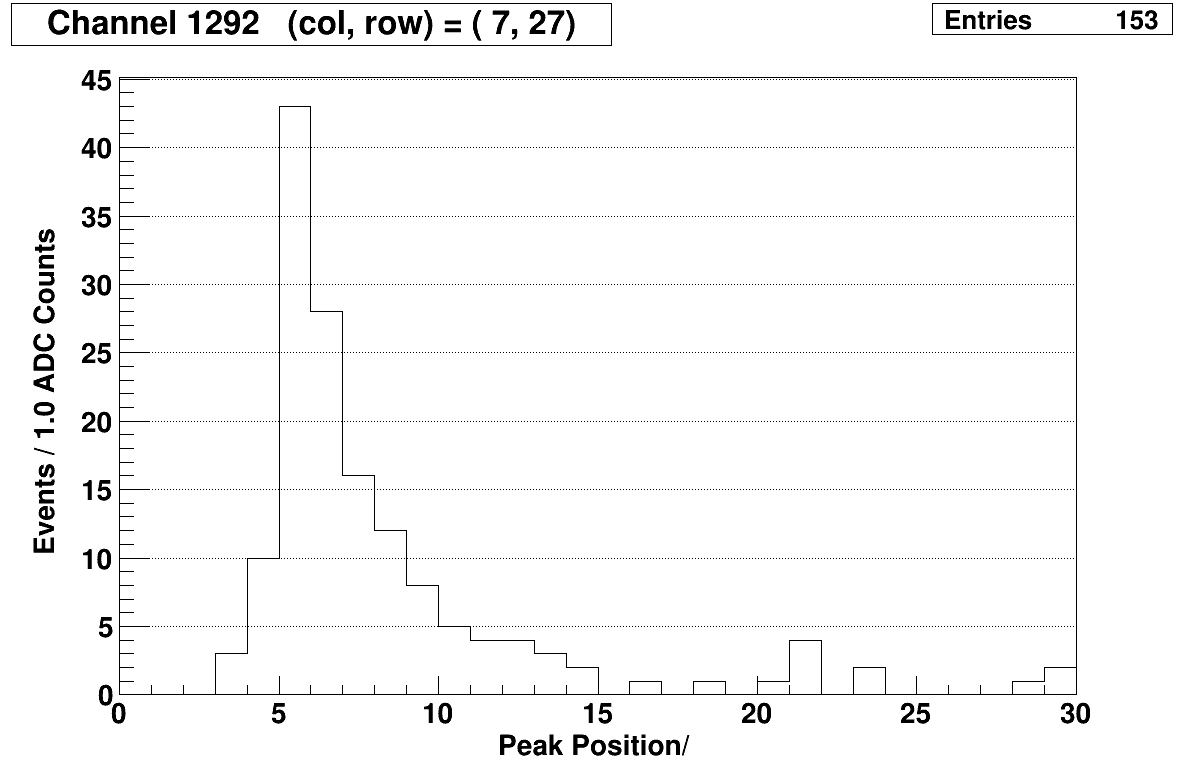 Channel 1292 (col, row) = ( 7, 27)
Entries 153
45
40
35
30
25
20
15
10
5
0
Events / 1.0 ADC Counts
0 5 10 15 20 25 30
Peak Position/